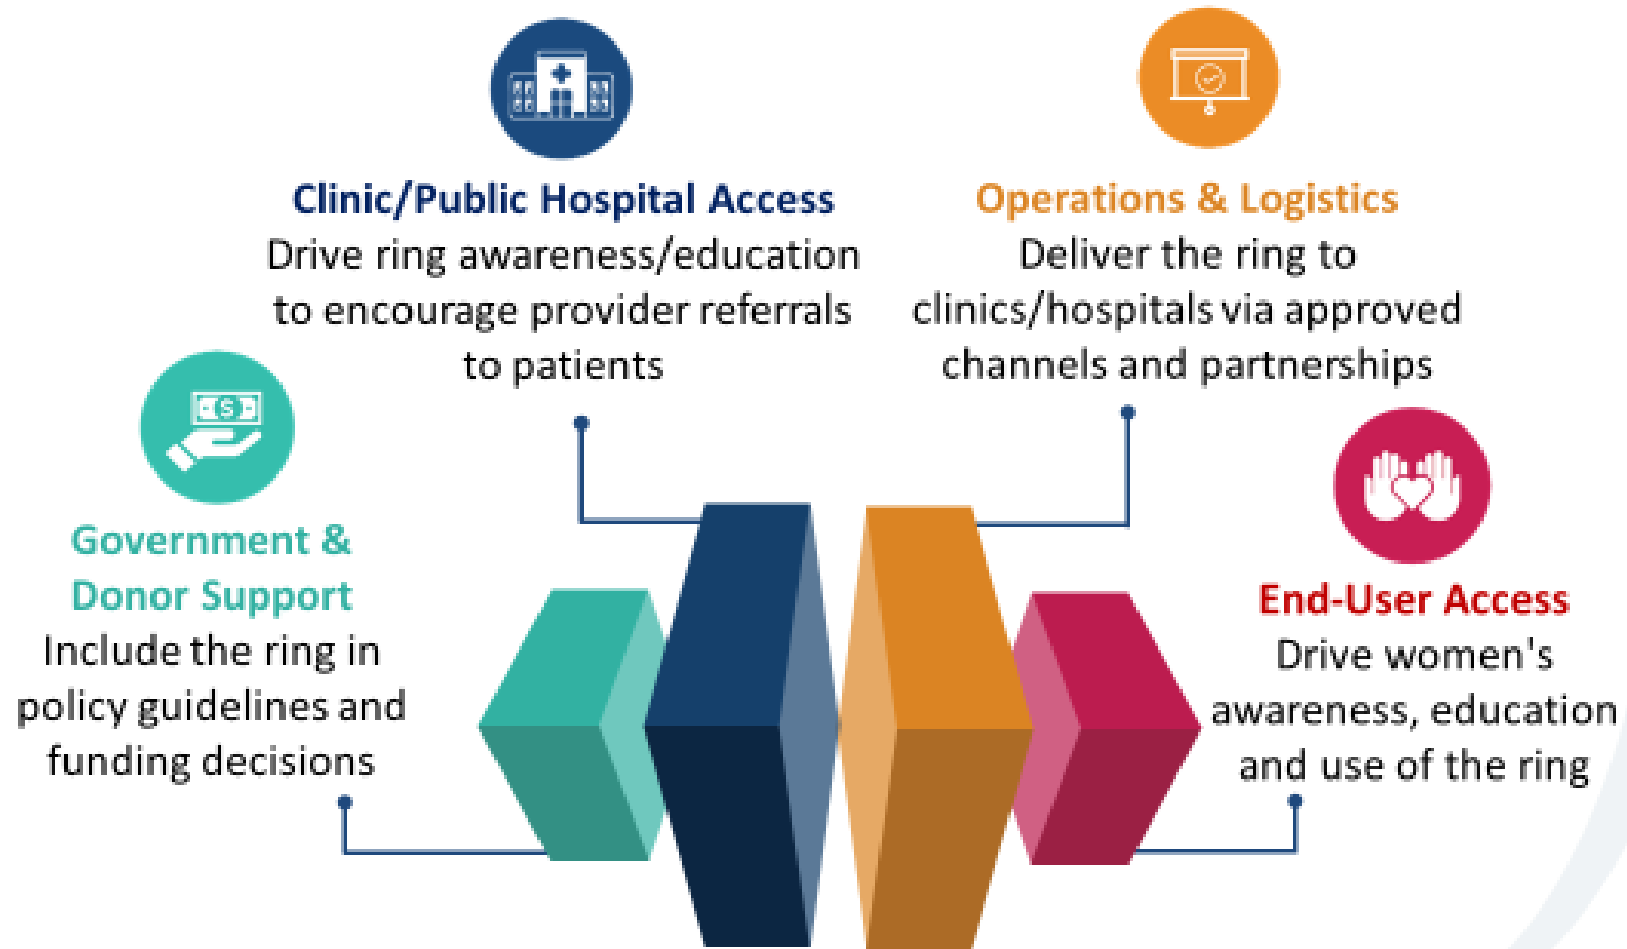 Clinic/Public Hospital Access
Drive ring awareness/education
to encourage provider referrals
to patients
Operations & Logistics
Deliver the ring to
clinics/hospitals via approved
channels and partnerships
Government &
Donor Support
Include the ring in
policy guidelines and
funding decisions
End-User Access
Drive women's
awareness, education
and use of the ring